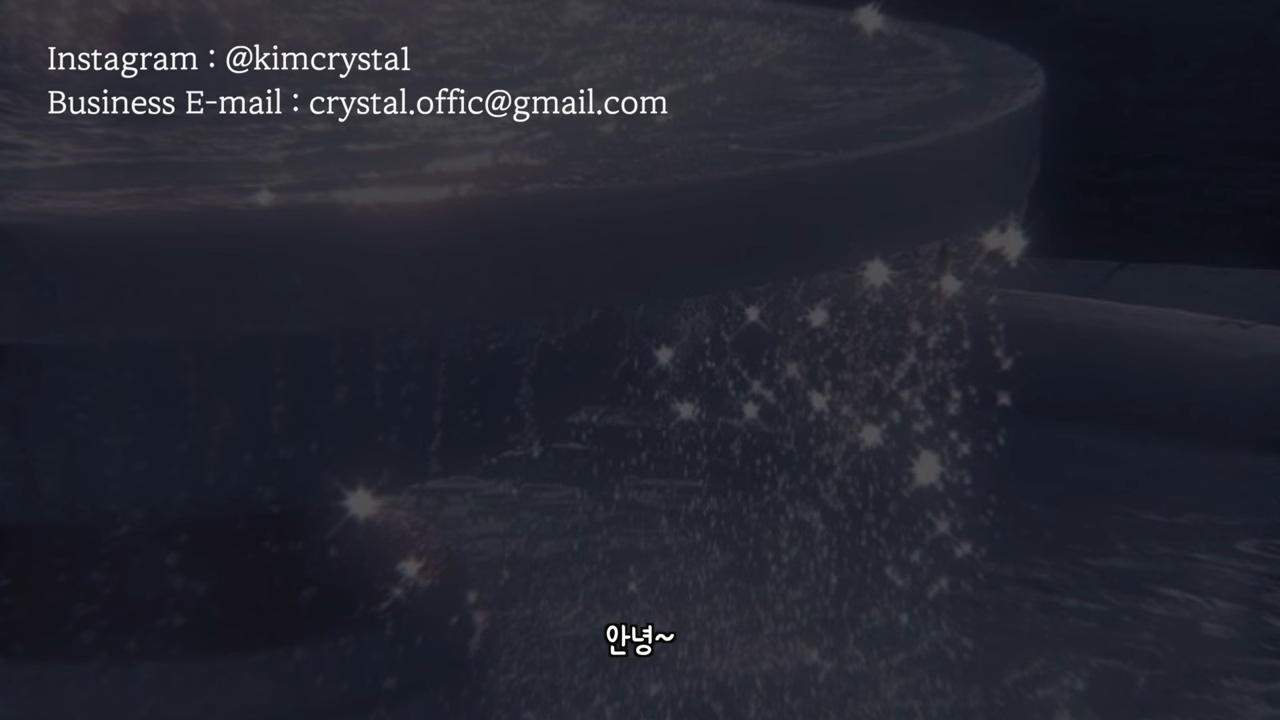 Instagram : @kimcrystal
Business E-mail : crystal.offic@gmail.com
안녕~